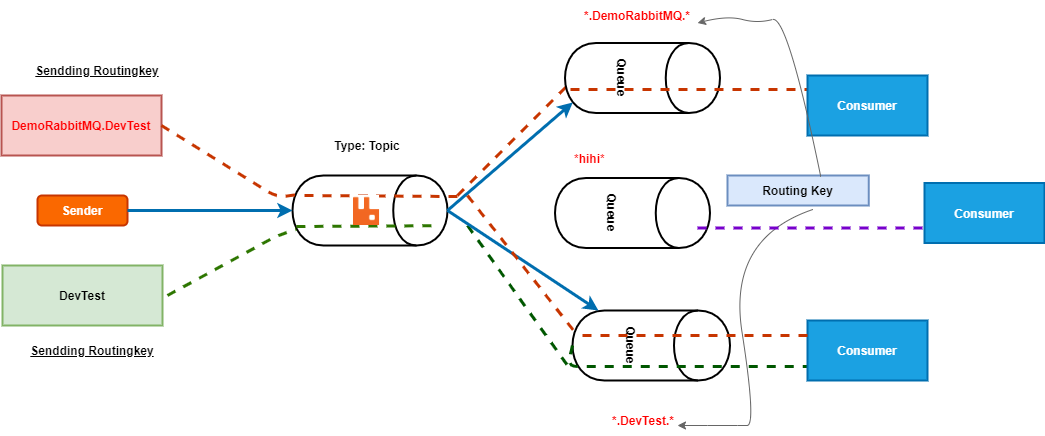 *.DemoRabbitMQ.*
Queue
Sendding Routingkey
DemoRabbitMQ.DevTest
Consumer
Type: Topic
*hihi*
Routing Key
Sender
Queue
Consumer
DevTest
Sendding Routingkey
Queue
Consumer
*.DevTest.*